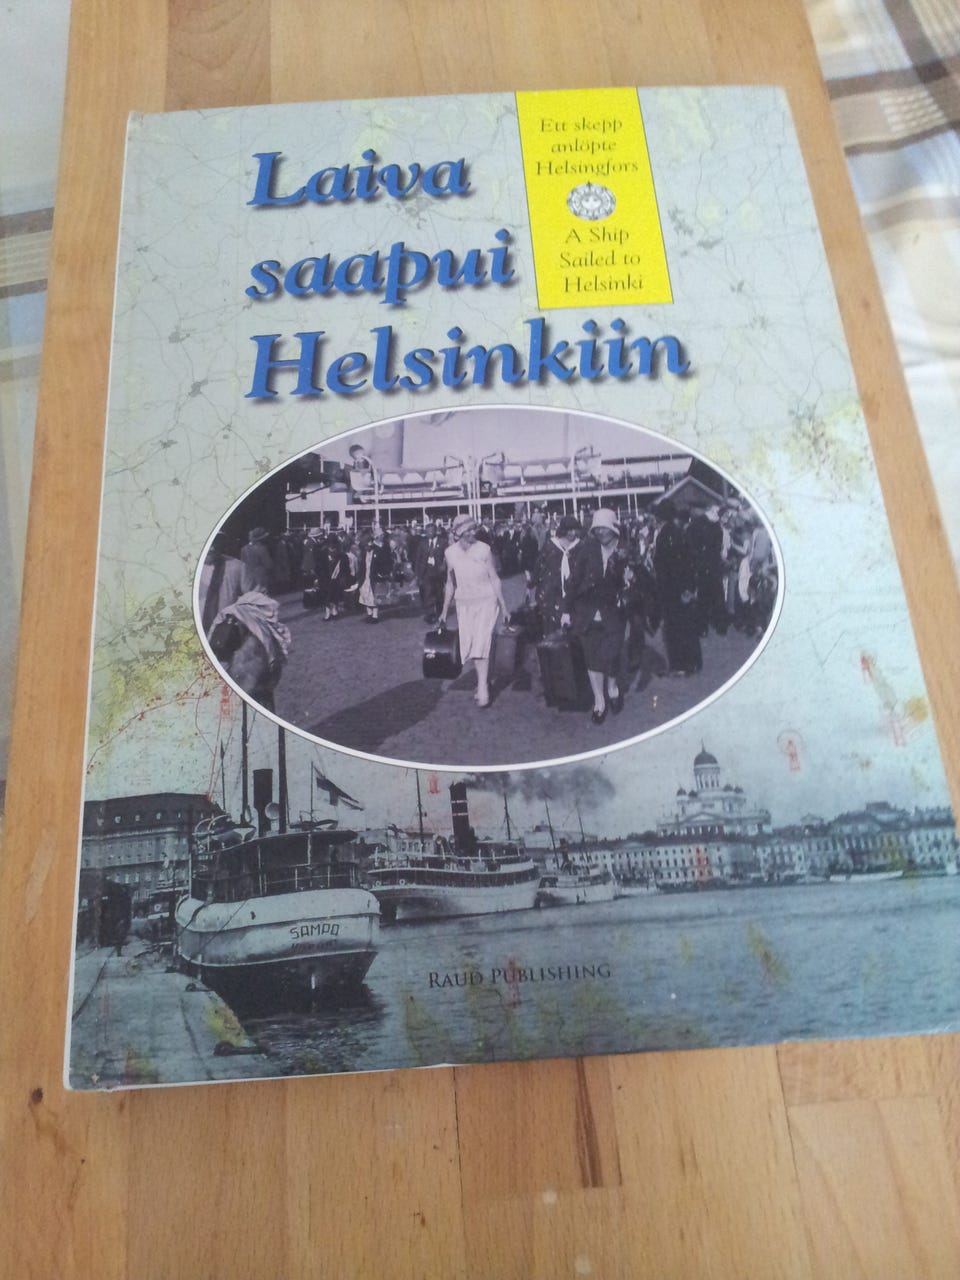 Laiva
saapui
Helsinkiin
Ett skepp
anlöpte
Helsingfors
A Ship
Sailed to
Helsinki
SAMPO
RAUD PUBLISHING